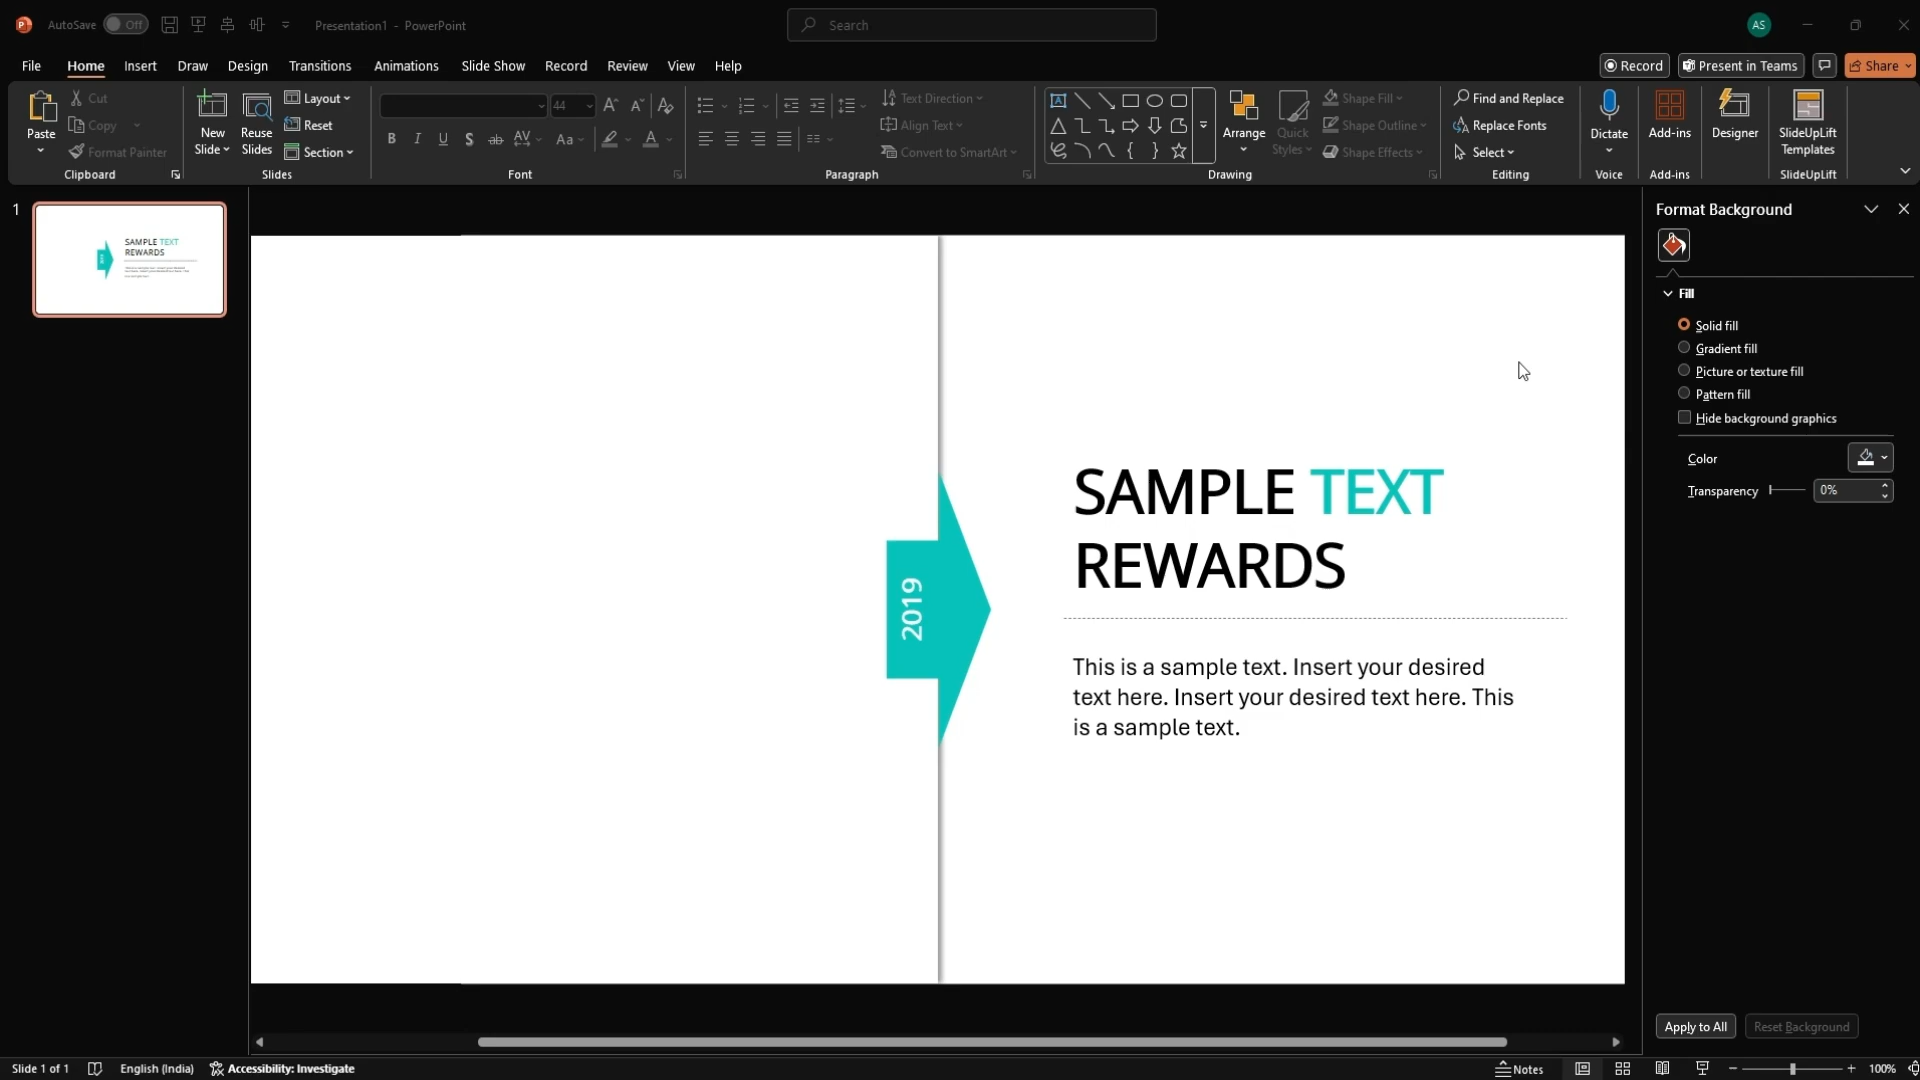 AutoSave Off Presentation1 - PowerPoint Search AS
File Home Insert Draw Design Transitions Animations Slide Show Record Review View Help Record Present in Teams Share
Paste
Cut
Copy
Format Painter
Clipboard
New
Slide
Reuse
Slides
Layout
Reset
Section
Slides
44
Font
Text Direction
Align Text
Convert to SmartArt
Paragraph
Arrange
Quick
Styles
Shape Fill
Shape Outline
Shape Effects
Drawing
Find and Replace
Replace Fonts
Select
Editing
Dictate
Voice
Add-ins
Add-ins
Designer
SlideUpLift
Templates
SlideUpLift
1
SAMPLE TEXT
REWARDS
2019
SAMPLE TEXT
REWARDS
This is a sample text. Insert your desired
text here. Insert your desired text here. This
is a sample text.
Format Background
Fill
Solid fill
Gradient fill
Picture or texture fill
Pattern fill
Hide background graphics
Color
Transparency 0%
Apply to All Reset Background
Slide 1 of 1 English (India) Accessibility: Investigate Notes 100%